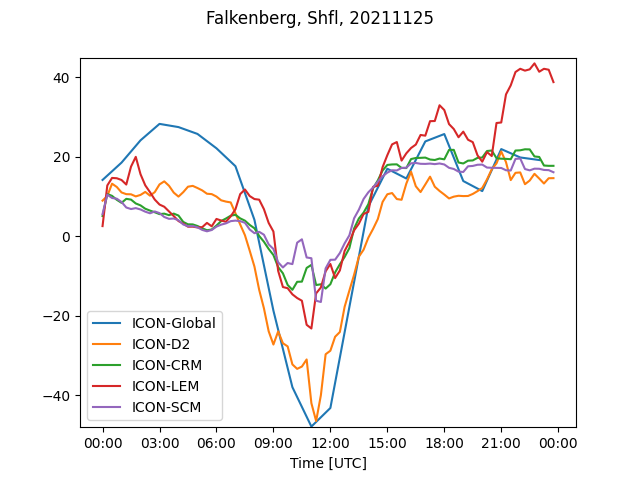 Falkenberg, Shfl, 20211125
40
20
0
−20
−40
ICON-Global
ICON-D2
ICON-CRM
ICON-LEM
ICON-SCM
00:00 03:00 06:00 09:00 12:00 15:00 18:00 21:00 00:00
Time [UTC]